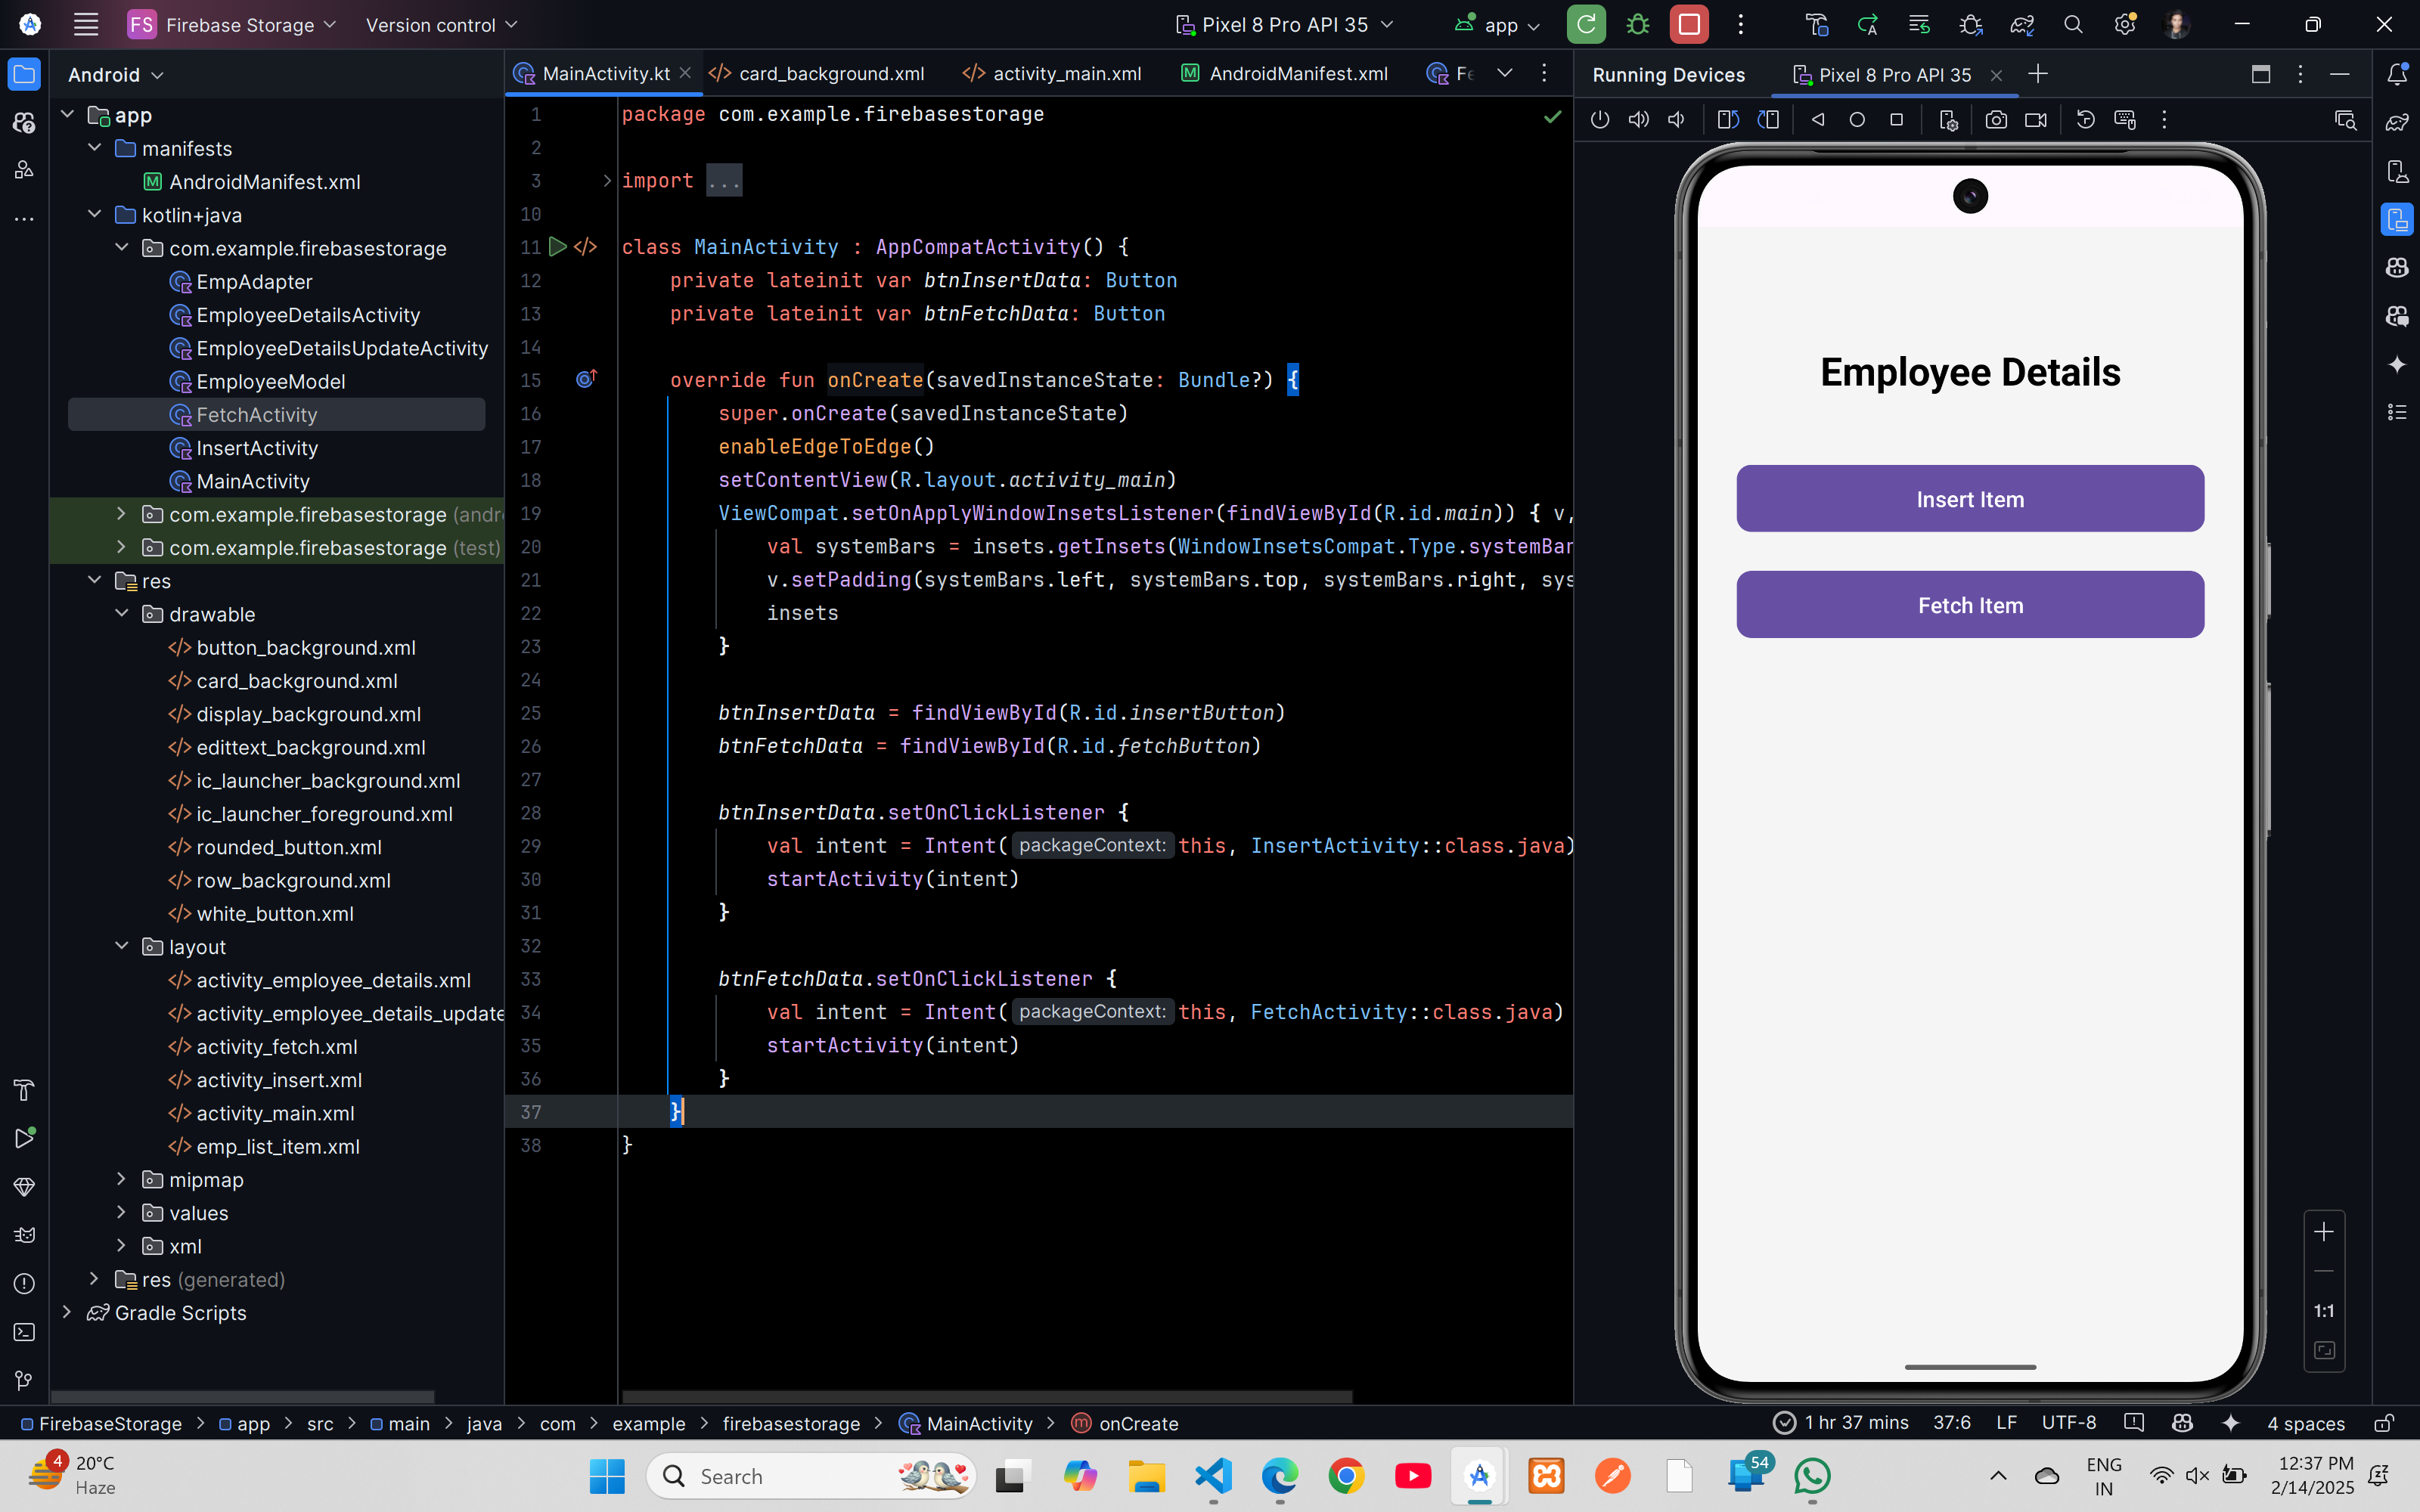 FS Firebase Storage
Version control
Pixel 8 Pro API 35
app
Android
app
manifests
AndroidManifest.xml
kotlin+java
com.example.firebasestorage
EmpAdapter
EmployeeDetailsActivity
EmployeeDetailsUpdateActivity
EmployeeModel
FetchActivity
InsertActivity
MainActivity
com.example.firebasestorage (andr
com.example.firebasestorage (test)
res
drawable
button_background.xml
card_background.xml
display_background.xml
edittext_background.xml
ic_launcher_background.xml
ic_launcher_foreground.xml
rounded_button.xml
row_background.xml
white_button.xml
layout
activity_employee_details.xml
activity_employee_details_update
activity_fetch.xml
activity_insert.xml
activity_main.xml
emp_list_item.xml
mipmap
values
xml
res (generated)
Gradle Scripts
MainActivity.kt
card_background.xml
activity_main.xml
AndroidManifest.xml
Fe
1 package com.example.firebasestorage
2
3 import ...
10
11 class MainActivity : AppCompatActivity() {
12 private lateinit var btnInsertData: Button
13 private lateinit var btnFetchData: Button
14
15 override fun onCreate(savedInstanceState: Bundle?) {
16 super.onCreate(savedInstanceState)
17 enableEdgeToEdge()
18 setContentView(R.layout.activity_main)
19 ViewCompat.setOnApplyWindowInsetsListener(findViewById(R.id.main)) { v,
20 val systemBars = insets.getInsets(WindowInsetsCompat.Type.systemBar
21 v.setPadding(systemBars.left, systemBars.top, systemBars.right, sys
22 insets
23 }
24
25 btnInsertData = findViewById(R.id.insertButton)
26 btnFetchData = findViewById(R.id.fetchButton)
27
28 btnInsertData.setOnClickListener {
29 val intent = Intent( packageContext: this, InsertActivity::class.java)
30 startActivity(intent)
31 }
32
33 btnFetchData.setOnClickListener {
34 val intent = Intent( packageContext: this, FetchActivity::class.java)
35 startActivity(intent)
36 }
37 }
38 }
Running Devices
Pixel 8 Pro API 35
Employee Details
Insert Item
Fetch Item
1:1
FirebaseStorage > app > src > main > java > com > example > firebasestorage > MainActivity > onCreate
1 hr 37 mins
37:6
LF
UTF-8
4 spaces
4
20°C
Haze
Search
54
ENG
IN
12:37 PM
2/14/2025